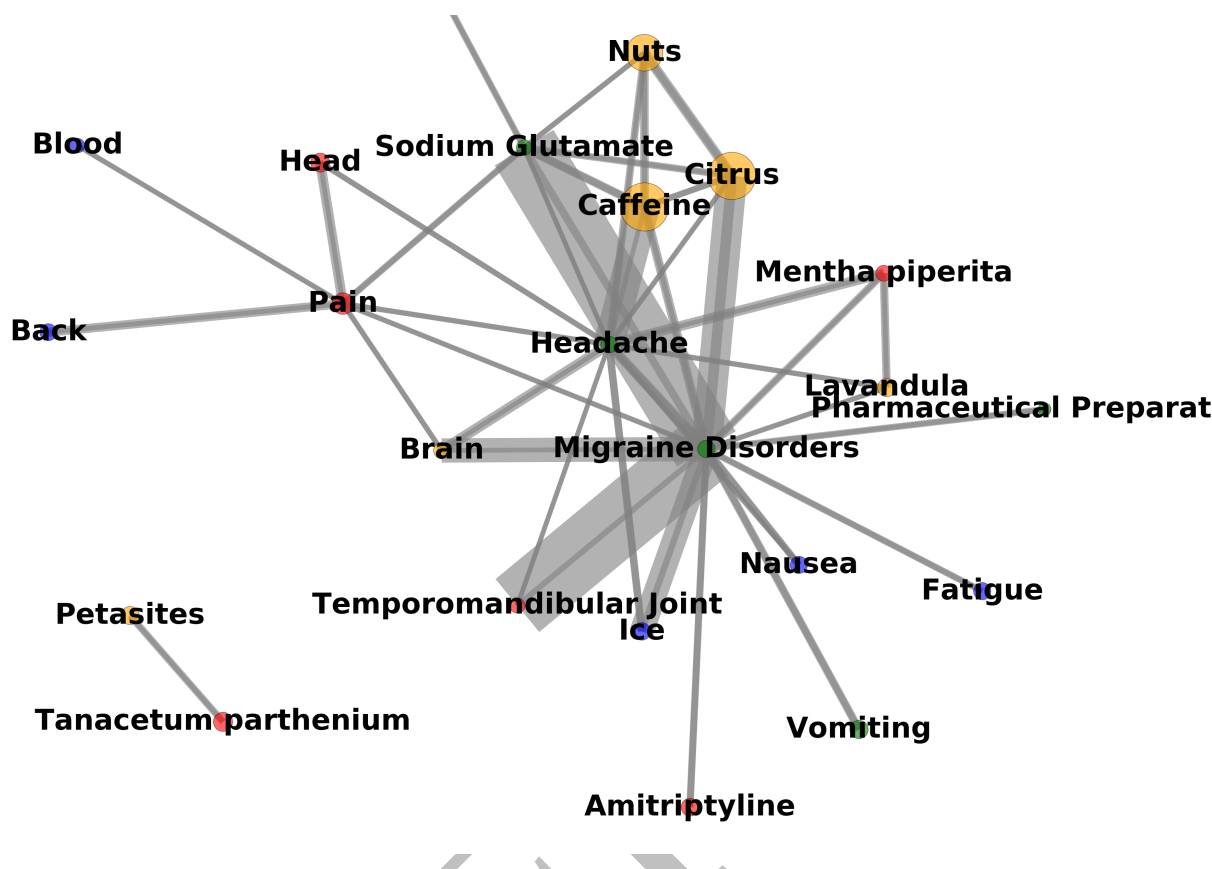 Nuts
Blood
Sodium Glutamate
Head
Citrus
Caffeine
Mentha piperita
Pain
Back
Headache
Lavandula
Pharmaceutical Preparat
Brain
Migraine Disorders
Nausea
Fatigue
Temporomandibular Joint
Petasites
Ice
Tanacetum parthenium
Vomiting
Amitriptyline